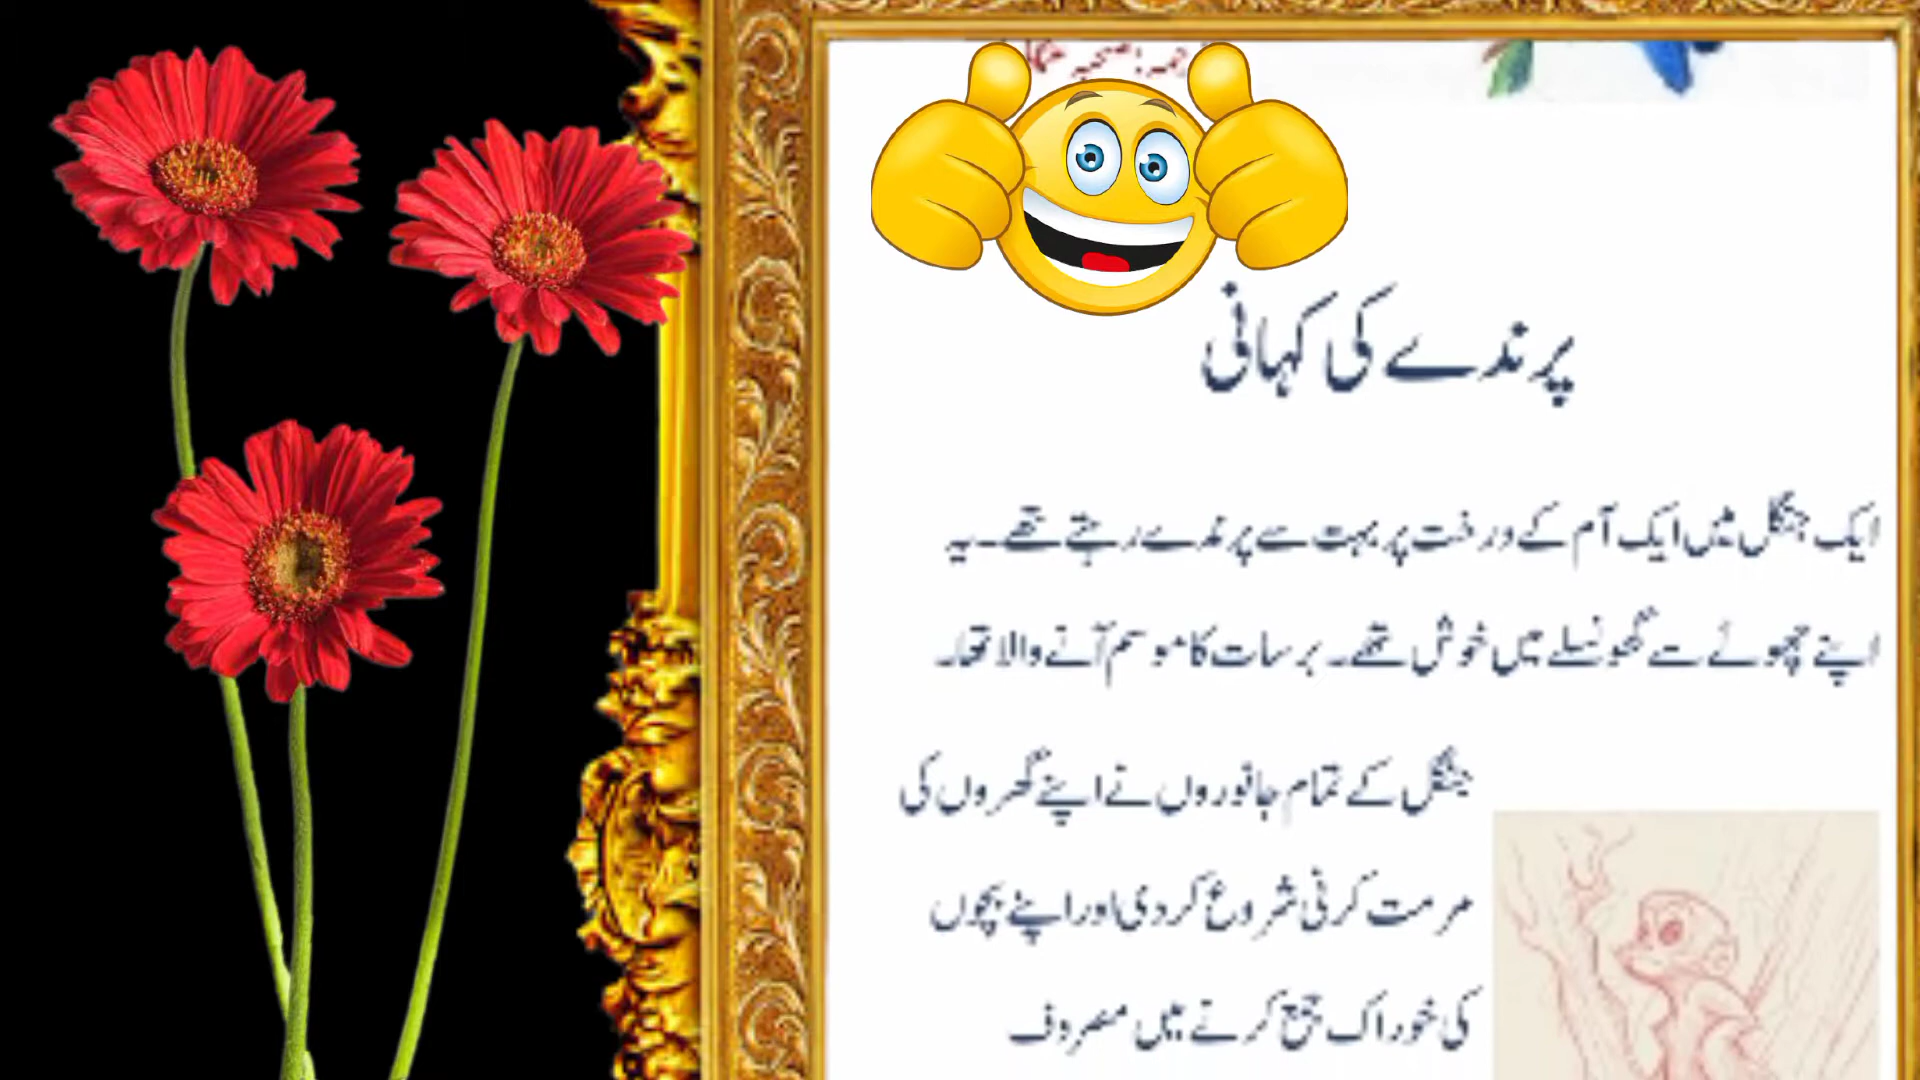 پرندے کی کہانی
ایک جنگل میں ایک آم کے درخت پر بہت سے پرندے رہتے تھے۔ یہ
اپنے چھوٹے سے گھونسلے میں خوش تھے۔ برسات کا موسم آنے والا تھا۔
جنگل کے تمام جانوروں نے اپنے گھروں کی
مرمت کرنی شروع کر دی اور اپنے بچوں
کی خوراک جمع کرنے میں مصروف